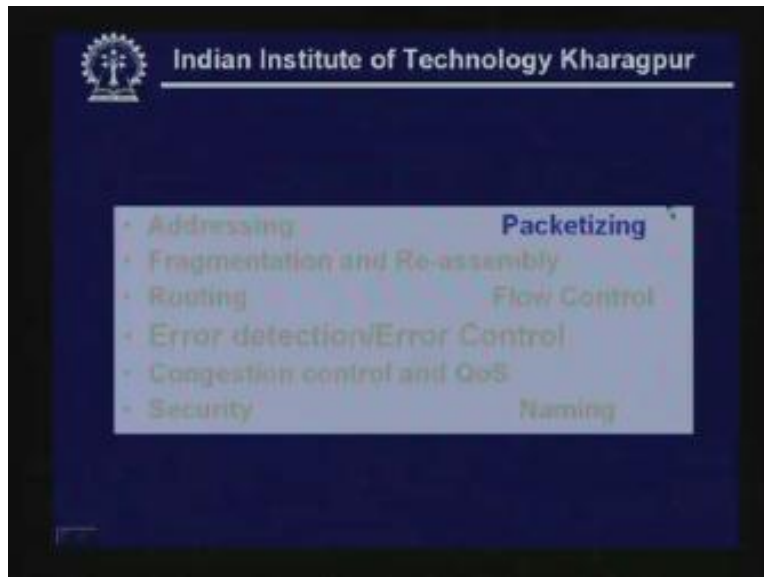 Indian Institute of Technology Kharagpur
• Addressing Packetizing
• Fragmentation and Re-assembly
• Routing Flow Control
• Error detection/Error Control
• Congestion control and QoS
• Security Naming